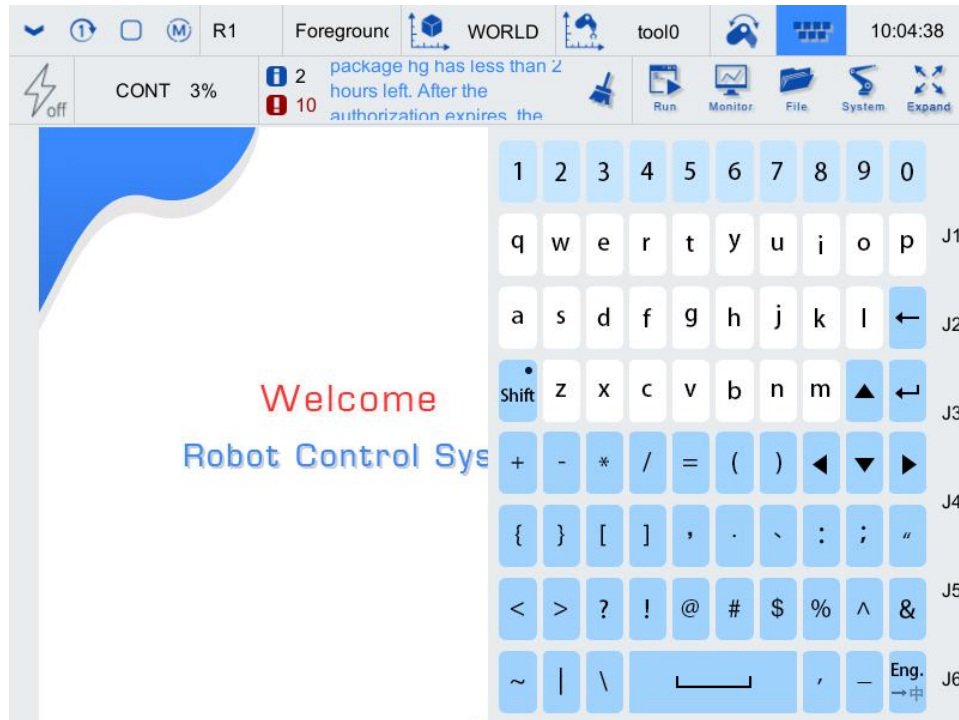 R1 Foregroun WORLD tool0 10:04:38
off CONT 3% 2 10
package hg has less than 2
hours left. After the
authorization expires, the
Run Monitor File System Expand
1 2 3 4 5 6 7 8 9 0
q w e r t y u i o p J1
a s d f g h j k l ← J2
Shift z x c v b n m ▲ ↵ J3
Welcome
Robot Control Sys
+ - * / = ( ) ◀ ▼ ▶ J4
{ } [ ] , . 、 : ; "
< > ? ! @ # $ % ^ & J5
~ | \ ′ _ Eng. →中 J6